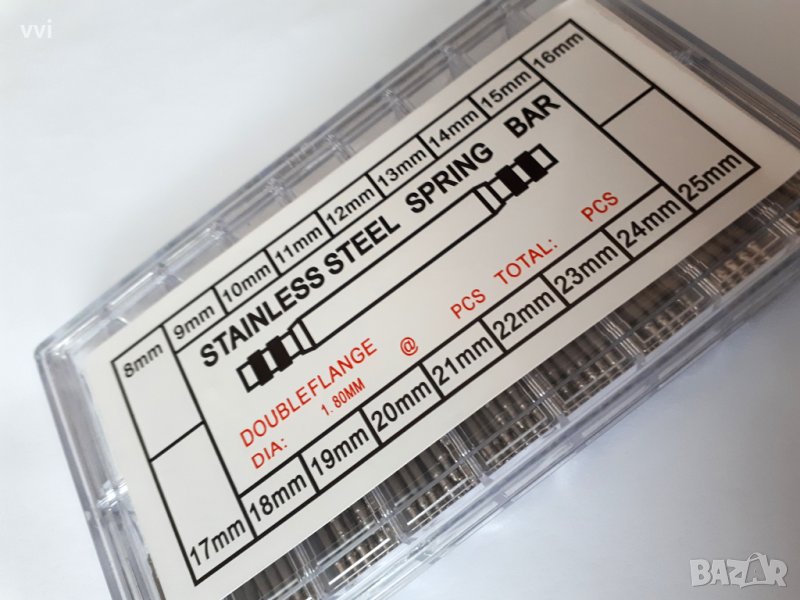 vvi
8mm 9mm 10mm 11mm 12mm 13mm 14mm 15mm 16mm
STAINLESS STEEL SPRING BAR
DOUBLEFLANGE @ PCS TOTAL: PCS
DIA: 1.80MM
17mm 18mm 19mm 20mm 21mm 22mm 23mm 24mm 25mm
BAZAR